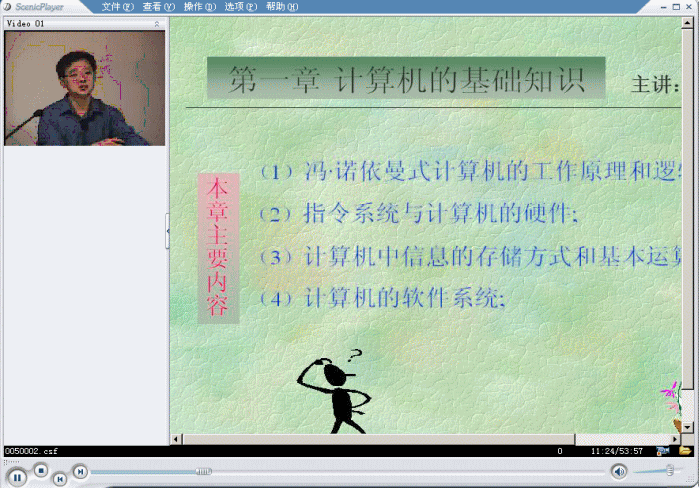 ScenicPlayer
文件(F) 查看(V) 操作(O) 选项(P) 帮助(H)
Video 01
第一章 计算机的基础知识
主讲:
本章主要内容
(1) 冯·诺依曼式计算机的工作原理和逻
(2) 指令系统与计算机的硬件;
(3) 计算机中信息的存储方式和基本运算
(4) 计算机的软件系统;
?
0050002.csf
0
11:24/53:57